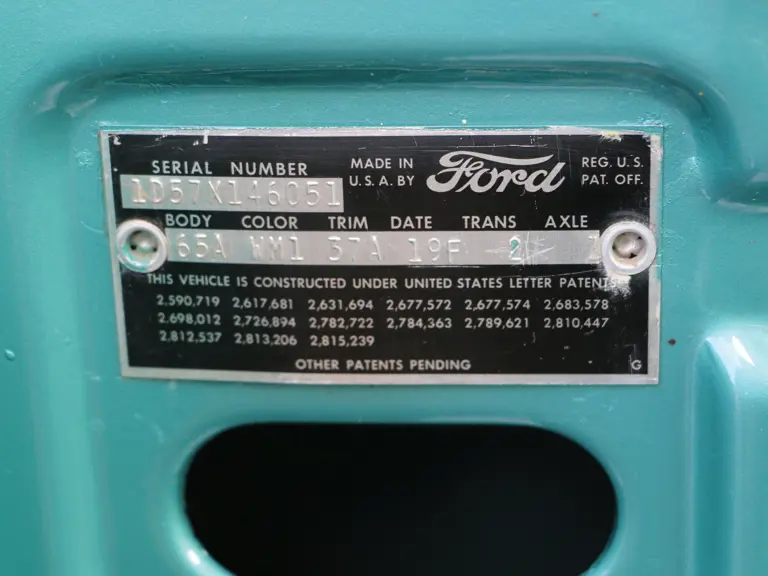 SERIAL NUMBER
MADE IN
U.S.A. BY
Ford
REG. U.S.
PAT. OFF.
1D57X146051
BODY COLOR TRIM DATE TRANS AXLE
65A WM1 37A 19F 2 1
THIS VEHICLE IS CONSTRUCTED UNDER UNITED STATES LETTER PATENTS
2,590,719 2,617,681 2,631,694 2,677,572 2,677,574 2,683,578
2,698,012 2,726,894 2,782,722 2,784,363 2,789,621 2,810,447
2,812,537 2,813,206 2,815,239
OTHER PATENTS PENDING
G